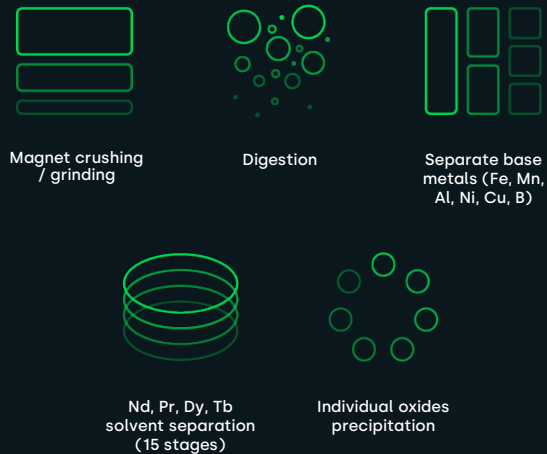 Magnet crushing
/ grinding
Digestion
Separate base
metals (Fe, Mn,
Al, Ni, Cu, B)
Nd, Pr, Dy, Tb
solvent separation
(15 stages)
Individual oxides
precipitation